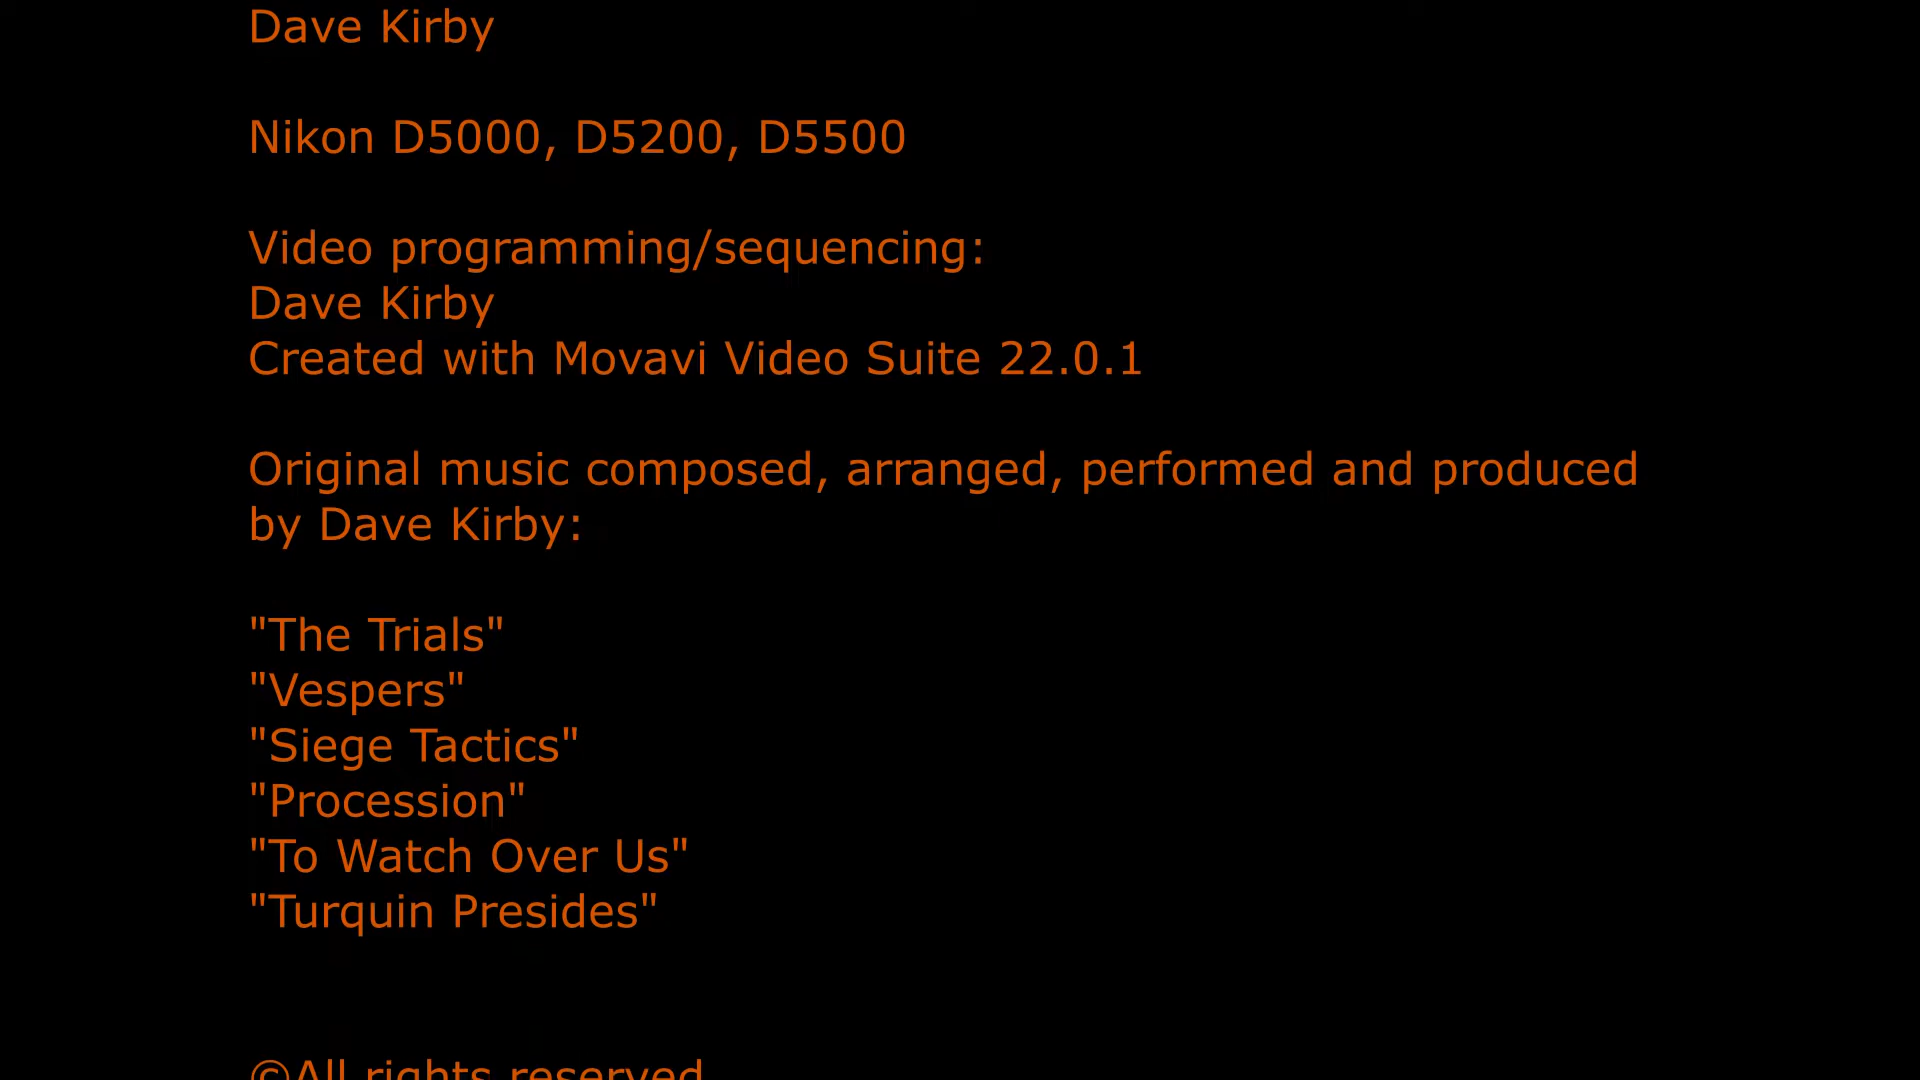 Dave Kirby
Nikon D5000, D5200, D5500
Video programming/sequencing:
Dave Kirby
Created with Movavi Video Suite 22.0.1
Original music composed, arranged, performed and produced
by Dave Kirby:
"The Trials"
"Vespers"
"Siege Tactics"
"Procession"
"To Watch Over Us"
"Turquin Presides"
©All rights reserved